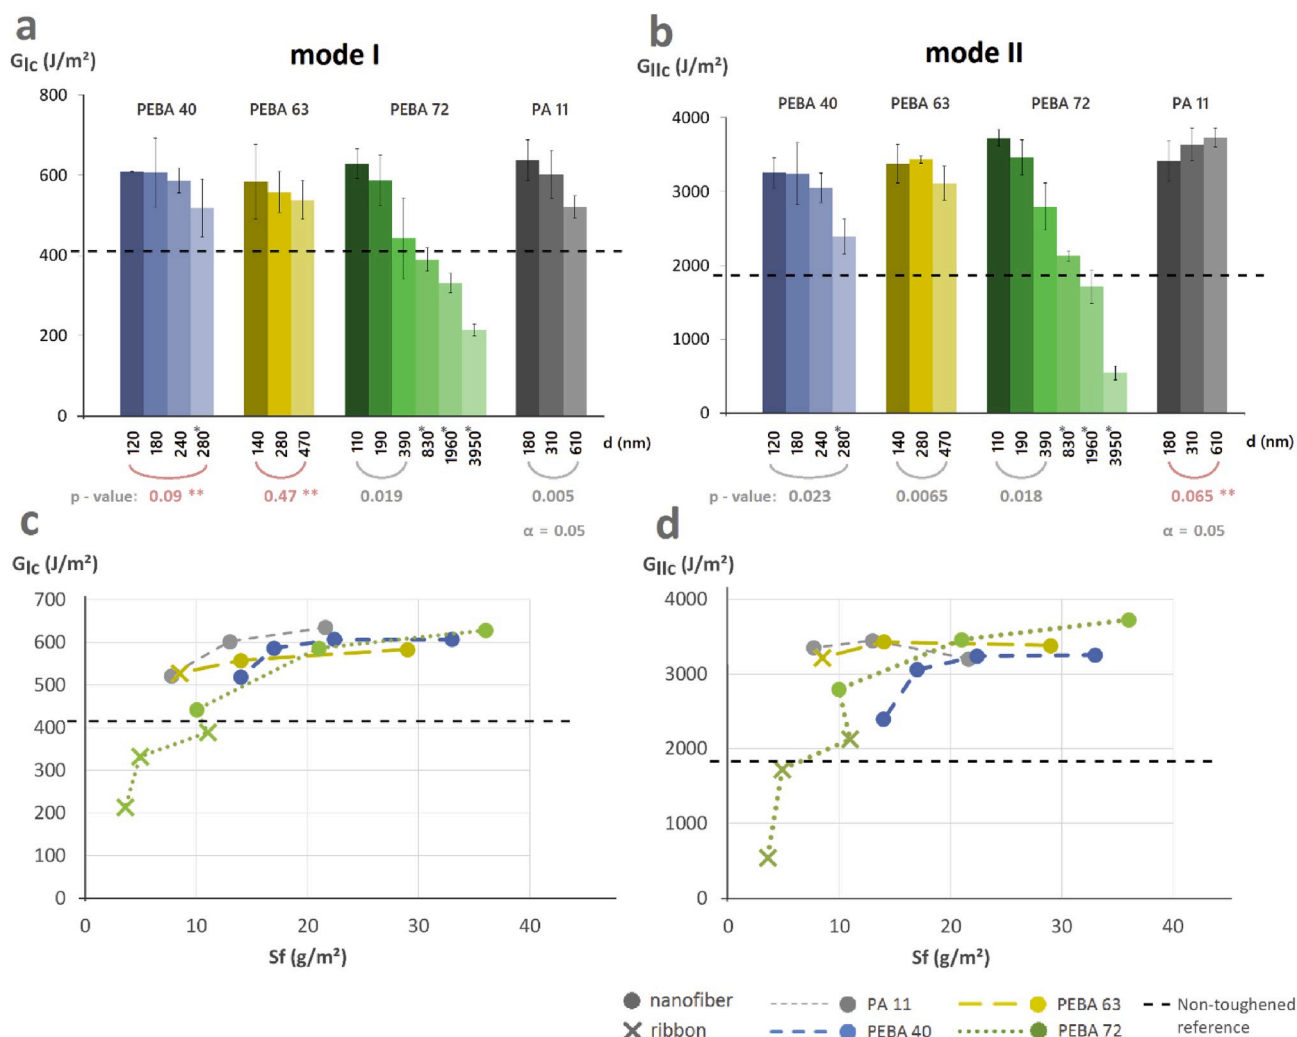 a
mode I
G_Ic (J/m²)
PEBA 40
PEBA 63
PEBA 72
PA 11
800
600
400
200
0
120
180
240
280*
140
280
470
110
190
390
830*
1960*
3950*
180
310
610
d (nm)
p - value:
0.09 **
0.47 **
0.019
0.005
α = 0.05
b
mode II
G_IIc (J/m²)
PEBA 40
PEBA 63
PEBA 72
PA 11
4000
3000
2000
1000
0
120
180
240
280*
140
280
470
110
190
390
830*
1960*
3950*
180
310
610
d (nm)
p - value:
0.023
0.0065
0.018
0.065 **
α = 0.05
c
G_Ic (J/m²)
700
600
500
400
300
200
100
0
0
10
20
30
40
Sf (g/m²)
d
G_IIc (J/m²)
4000
3000
2000
1000
0
0
10
20
30
40
Sf (g/m²)
nanofiber
ribbon
PA 11
PEBA 40
PEBA 63
PEBA 72
Non-toughened
reference